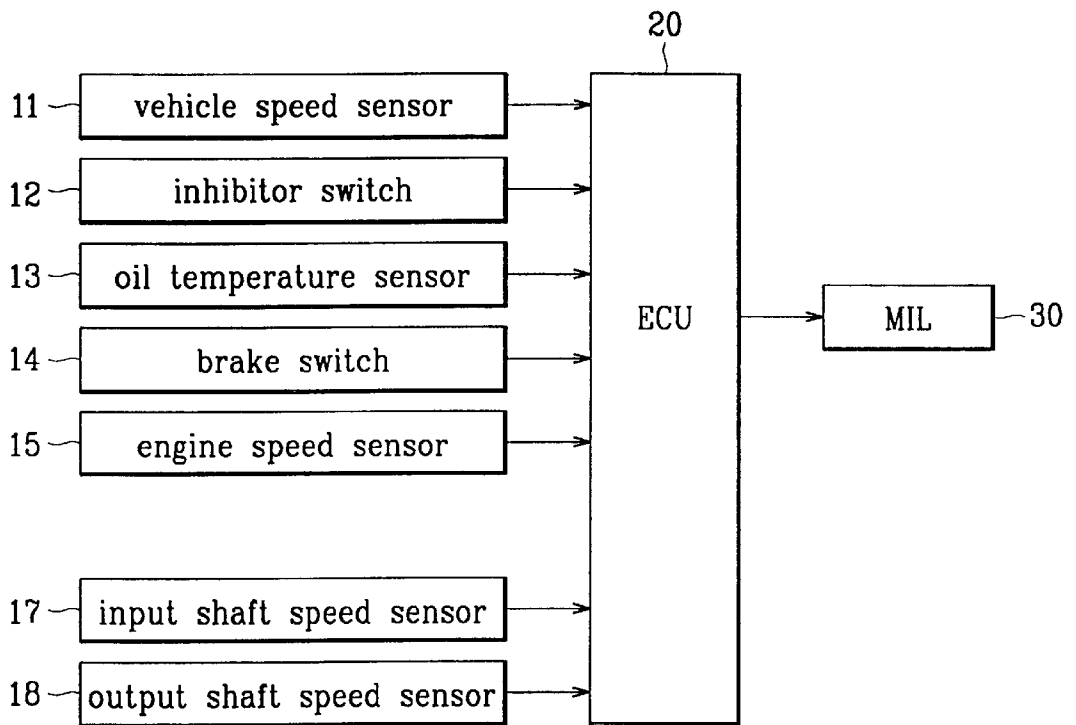 20
11 vehicle speed sensor
12 inhibitor switch
13 oil temperature sensor
ECU
MIL 30
14 brake switch
15 engine speed sensor
17 input shaft speed sensor
18 output shaft speed sensor